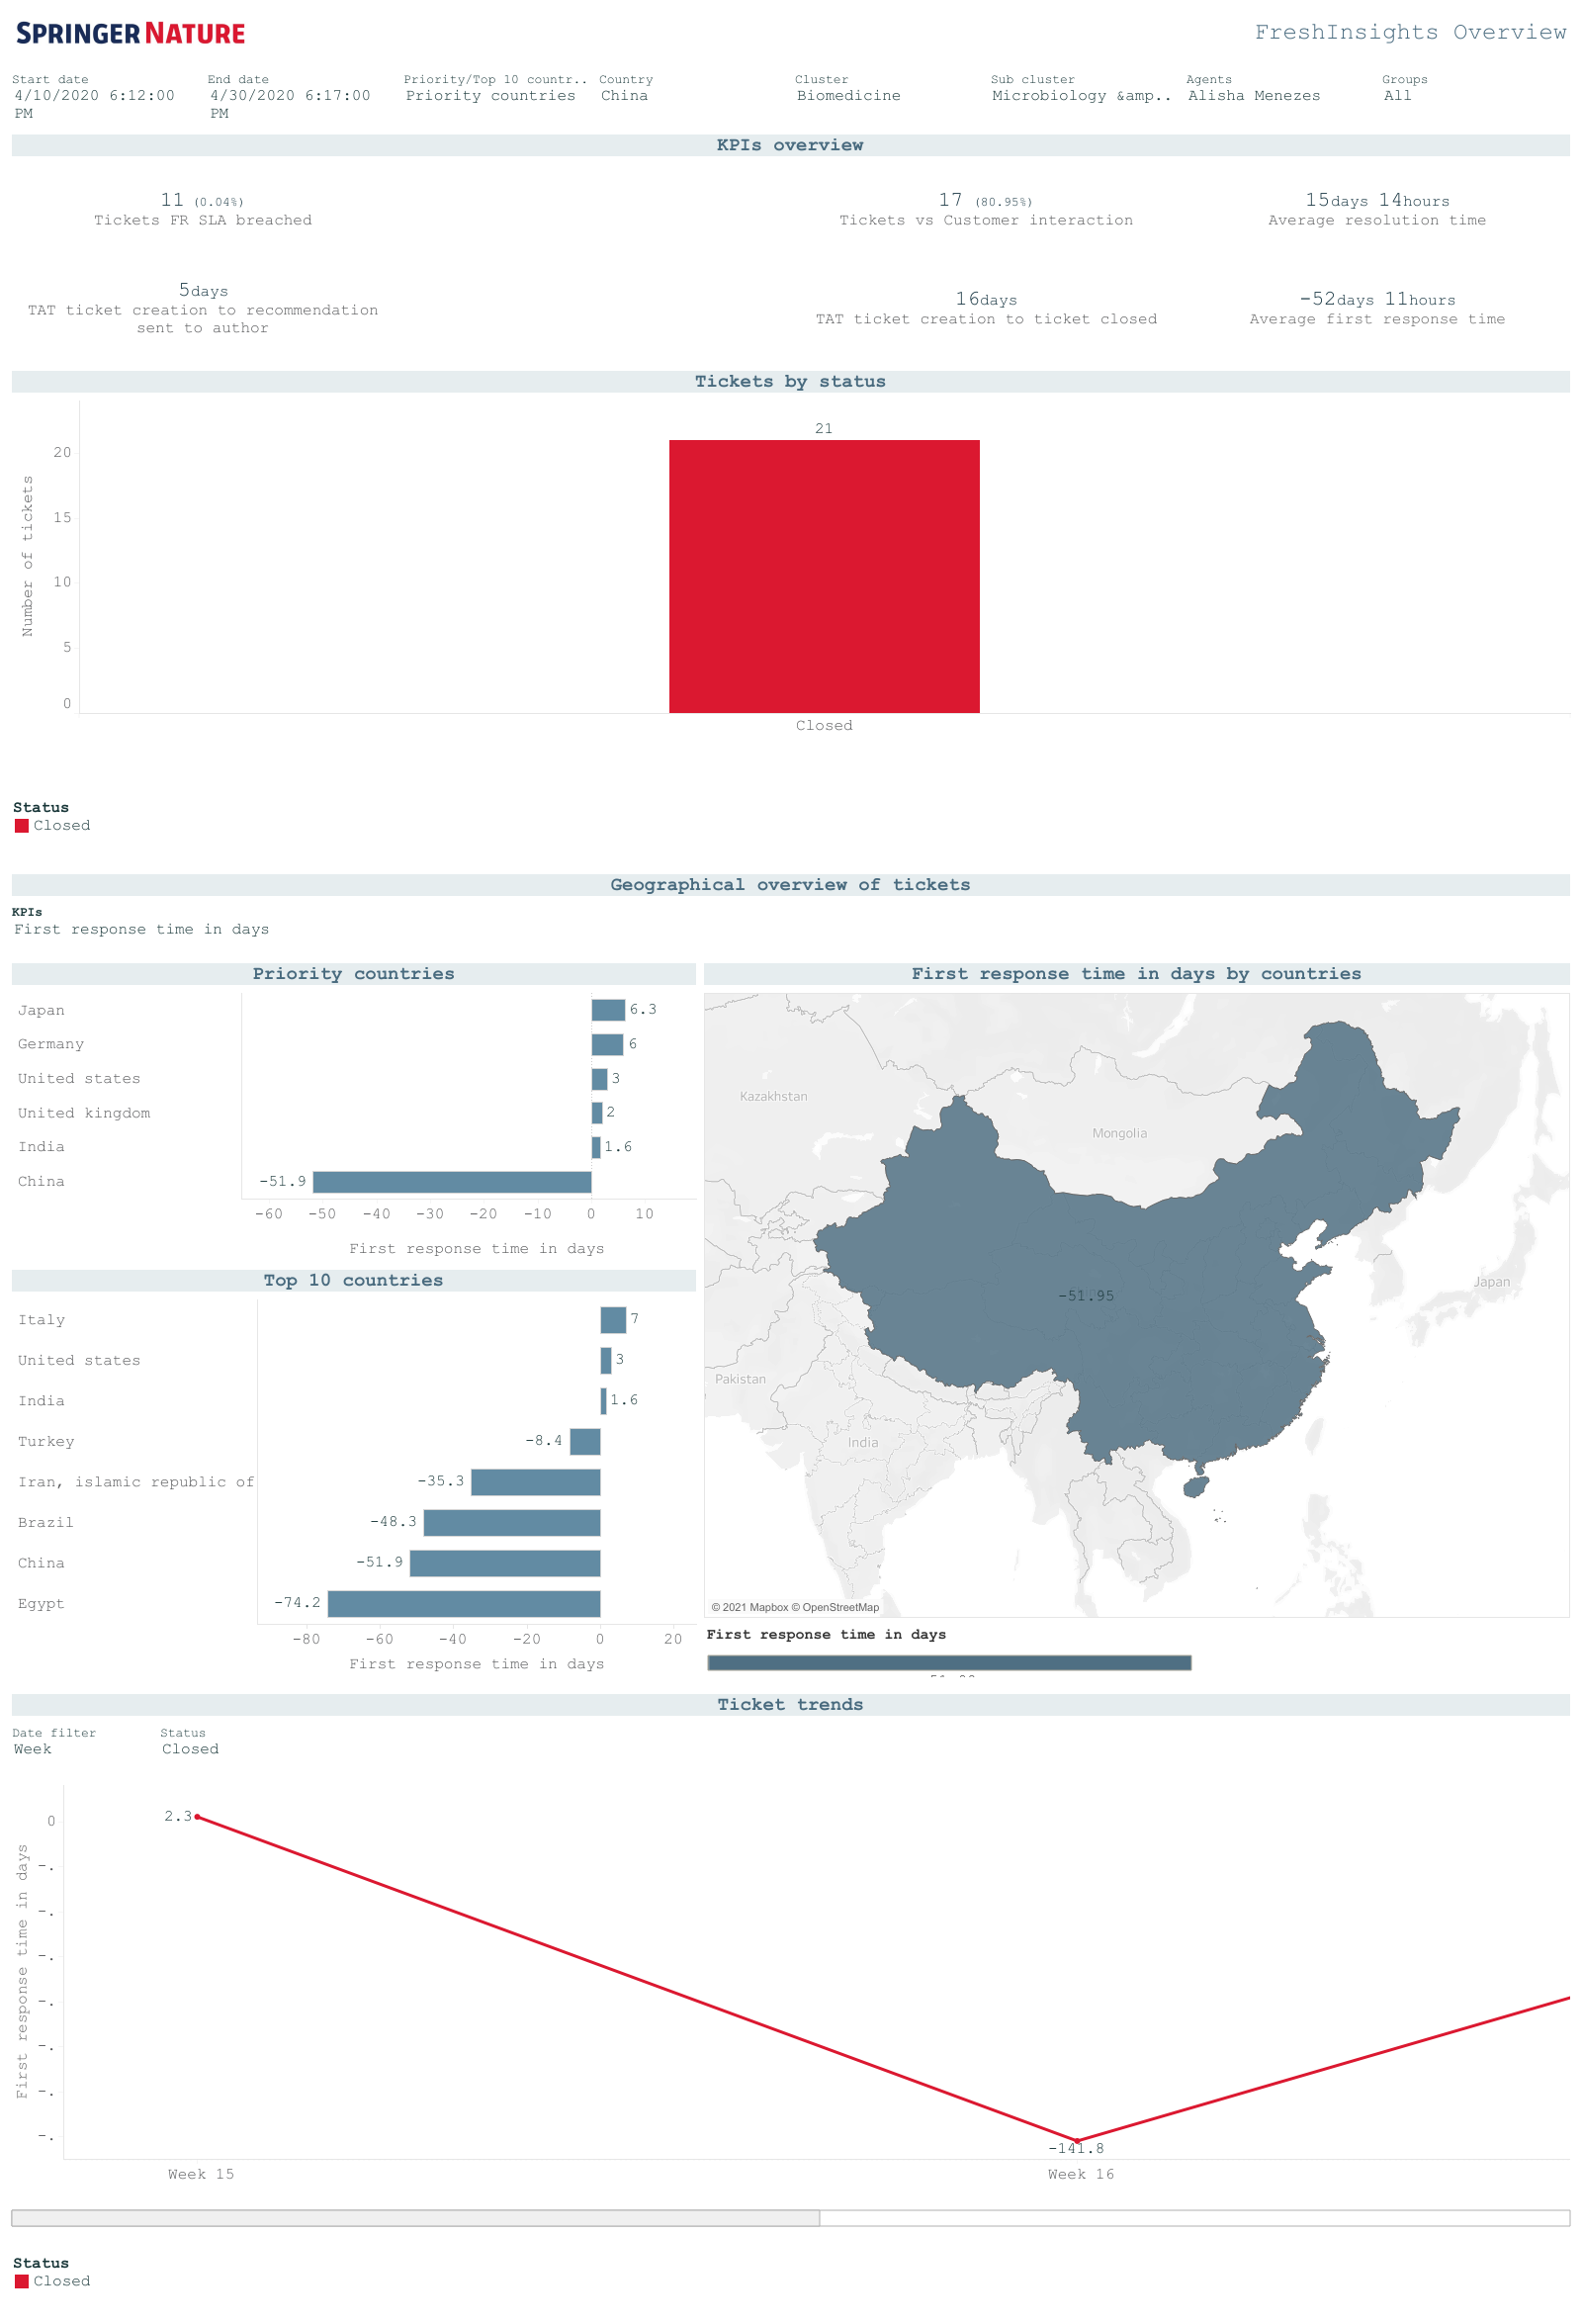 SPRINGER NATURE
FreshInsights Overview
Start date
4/10/2020 6:12:00
PM
End date
4/30/2020 6:17:00
PM
Priority/Top 10 countr..
Priority countries
Country
China
Cluster
Biomedicine
Sub cluster
Microbiology &amp;amp..
Agents
Alisha Menezes
Groups
All
KPIs overview
11 (0.04%)
Tickets FR SLA breached
17 (80.95%)
Tickets vs Customer interaction
15days 14hours
Average resolution time
5days
TAT ticket creation to recommendation
sent to author
16days
TAT ticket creation to ticket closed
-52days 11hours
Average first response time
Tickets by status
Number of tickets
20
15
10
5
0
21
Closed
Status
Closed
Geographical overview of tickets
KPIs
First response time in days
Priority countries
Japan 6.3
Germany 6
United states 3
United kingdom 2
India 1.6
China -51.9
-60 -50 -40 -30 -20 -10 0 10
First response time in days
Top 10 countries
Italy 7
United states 3
India 1.6
Turkey -8.4
Iran, islamic republic of -35.3
Brazil -48.3
China -51.9
Egypt -74.2
-80 -60 -40 -20 0 20
First response time in days
First response time in days by countries
Kazakhstan
Mongolia
Japan
-51.95
Pakistan
India
© 2021 Mapbox © OpenStreetMap
First response time in days
Ticket trends
Date filter
Week
Status
Closed
First response time in days
0
-.
-.
-.
-.
-.
-.
-.
2.3
-141.8
Week 15
Week 16
Status
Closed